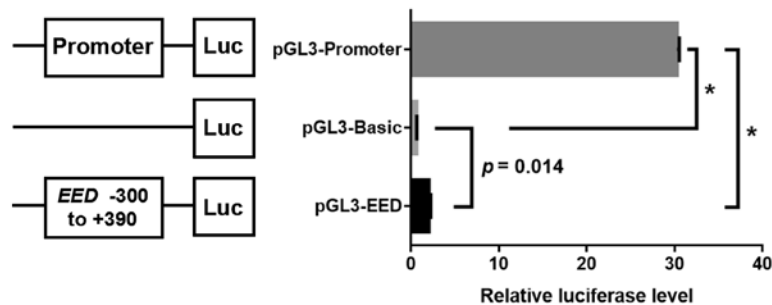 Promoter
Luc
pGL3-Promoter
*
*
Luc
pGL3-Basic
p = 0.014
EED -300
to +390
Luc
pGL3-EED
0
10
20
30
40
Relative luciferase level